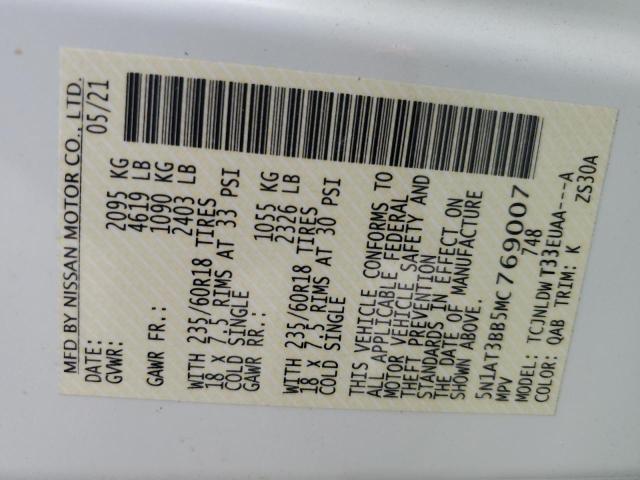 MFD BY NISSAN MOTOR CO., LTD.
DATE: 05/21
GVWR: 2095 KG
4619 LB
GAWR FR.: 1090 KG
2403 LB
WITH 235/60R18 TIRES
18 X 7.5 RIMS AT 33 PSI
COLD SINGLE
GAWR RR.: 1055 KG
2326 LB
WITH 235/60R18 TIRES
18 X 7.5 RIMS AT 30 PSI
COLD SINGLE
THIS VEHICLE CONFORMS TO
ALL APPLICABLE FEDERAL
MOTOR VEHICLE SAFETY AND
THEFT PREVENTION
STANDARDS IN EFFECT ON
THE DATE OF MANUFACTURE
SHOWN ABOVE.
5N1AT3BB5MC769007
MPV 748
MODEL: TCJNLDWT33EUAA---A
COLOR: QAB TRIM: K ZS30A